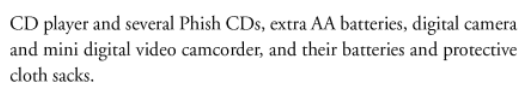 CD player and several Phish CDs, extra AA batteries, digital camera
and mini digital video camcorder, and their batteries and protective
cloth sacks.